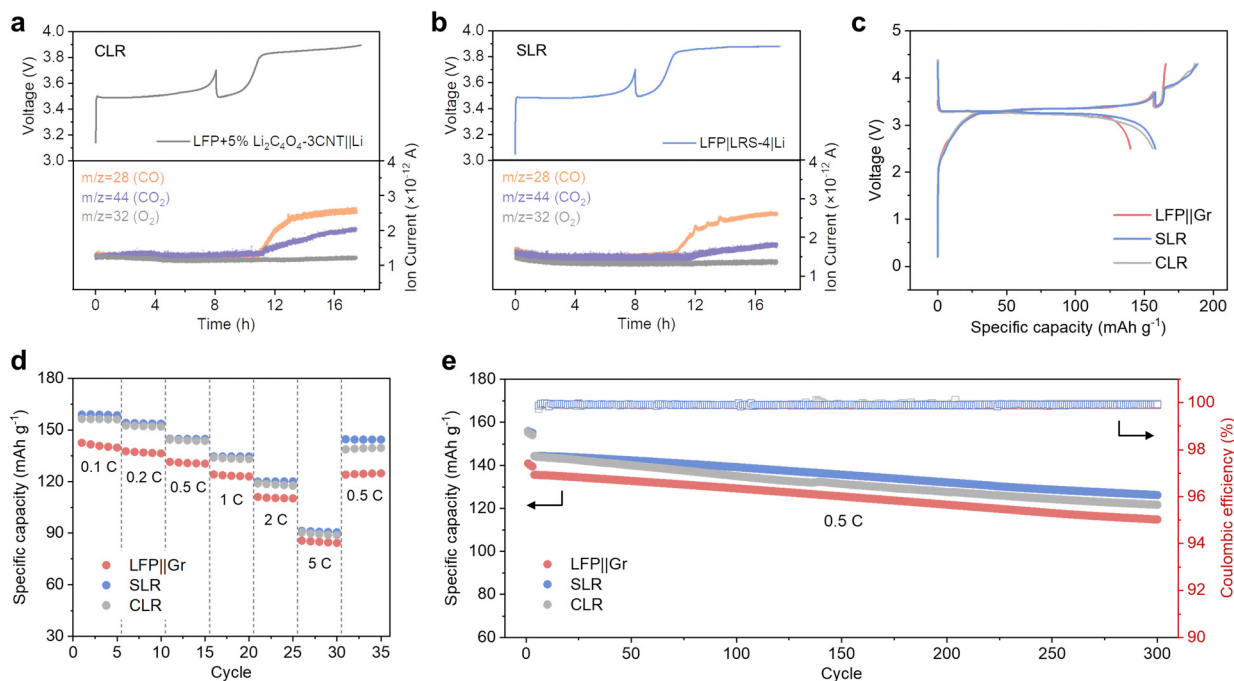 a
CLR
Voltage (V)
4.0
3.9
3.6
3.3
3.0
LFP+5% Li₂C₄O₄-3CNT||Li
m/z=28 (CO)
m/z=44 (CO₂)
m/z=32 (O₂)
4
3
2
1
Ion Current (×10⁻¹² A)
0 4 8 12 16
Time (h)
b
SLR
Voltage (V)
4.0
3.9
3.6
3.3
3.0
LFP|LRS-4|Li
m/z=28 (CO)
m/z=44 (CO₂)
m/z=32 (O₂)
4
3
2
1
Ion Current (×10⁻¹² A)
0 4 8 12 16
Time (h)
c
Voltage (V)
5
4
3
2
1
0
LFP||Gr
SLR
CLR
0 50 100 150 200
Specific capacity (mAh g⁻¹)
d
Specific capacity (mAh g⁻¹)
180
150
120
90
60
30
0.1 C
0.2 C
0.5 C
1 C
2 C
5 C
0.5 C
LFP||Gr
SLR
CLR
0 5 10 15 20 25 30 35
Cycle
e
Specific capacity (mAh g⁻¹)
180
160
140
120
100
80
60
0.5 C
LFP||Gr
SLR
CLR
100
98
96
94
92
90
Coulombic efficiency (%)
0 50 100 150 200 250 300
Cycle